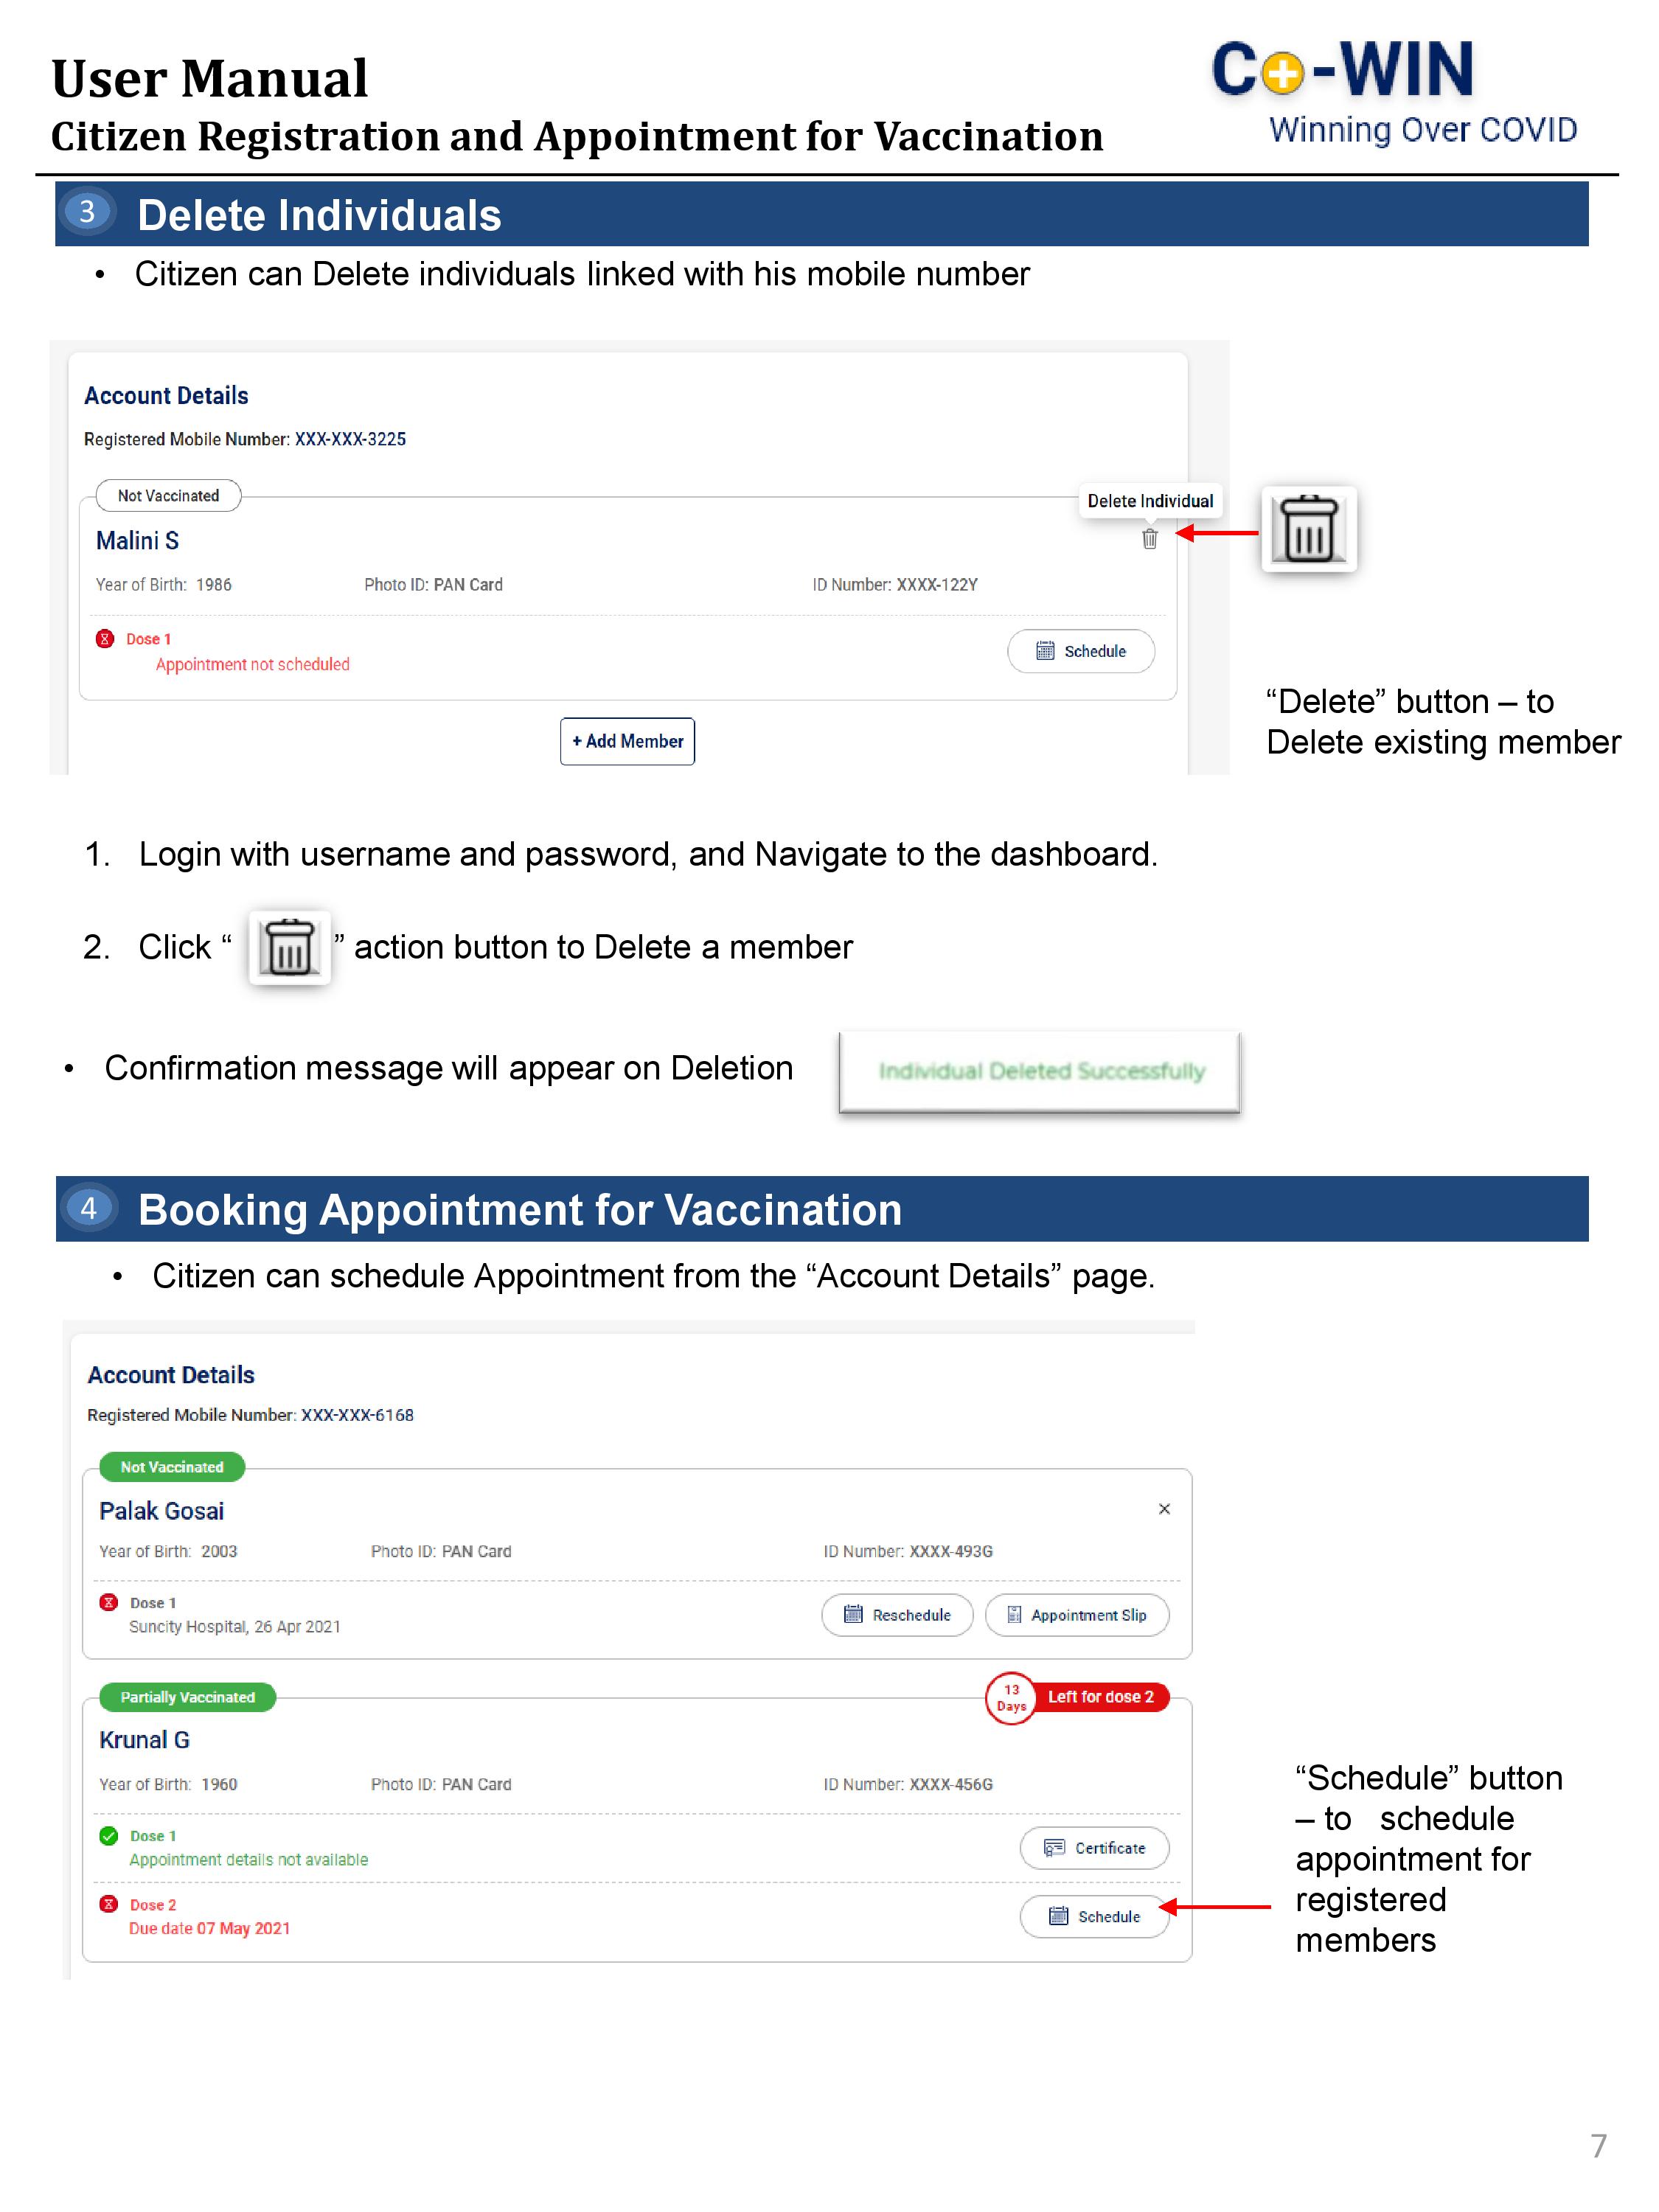 User Manual
Citizen Registration and Appointment for Vaccination
Co-WIN
Winning Over COVID
3 Delete Individuals
• Citizen can Delete individuals linked with his mobile number
Account Details
Registered Mobile Number: XXX-XXX-3225
Not Vaccinated
Delete Individual
Malini S
Year of Birth: 1986 Photo ID: PAN Card ID Number: XXXX-122Y
Dose 1
Appointment not scheduled
Schedule
+ Add Member
“Delete” button – to
Delete existing member
1. Login with username and password, and Navigate to the dashboard.
2. Click “ ” action button to Delete a member
• Confirmation message will appear on Deletion
Individual Deleted Successfully
4 Booking Appointment for Vaccination
• Citizen can schedule Appointment from the “Account Details” page.
Account Details
Registered Mobile Number: XXX-XXX-6168
Not Vaccinated
Palak Gosai
Year of Birth: 2003 Photo ID: PAN Card ID Number: XXXX-493G
Dose 1
Suncity Hospital, 26 Apr 2021
Reschedule Appointment Slip
Partially Vaccinated
13 Days Left for dose 2
Krunal G
Year of Birth: 1960 Photo ID: PAN Card ID Number: XXXX-456G
Dose 1
Appointment details not available
Certificate
Dose 2
Due date 07 May 2021
Schedule
“Schedule” button
– to schedule
appointment for
registered
members
7